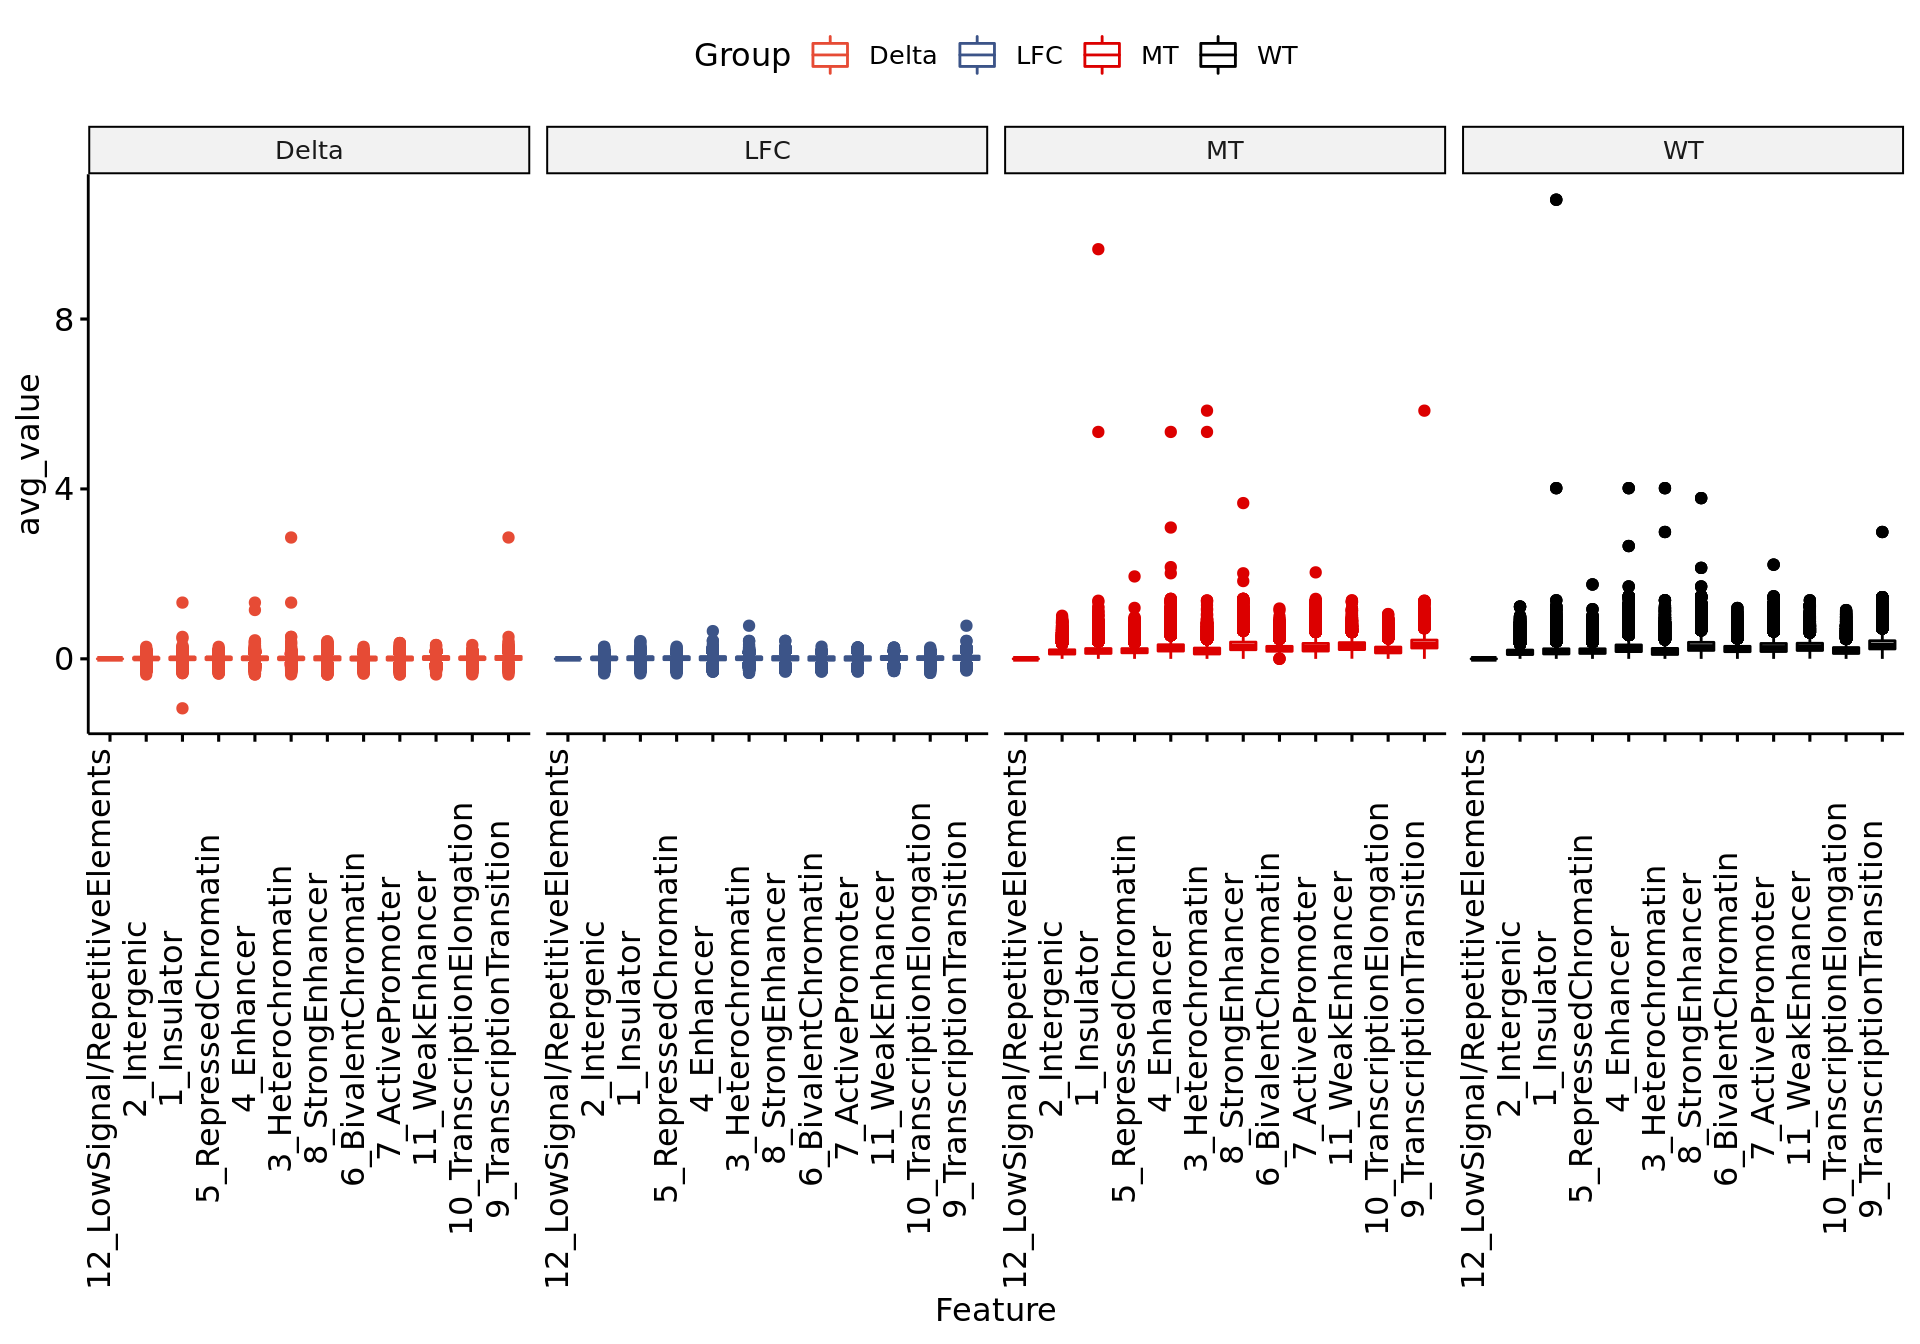 Group Delta LFC MT WT
Delta LFC MT WT
avg_value
8
4
0
12_LowSignal/RepetitiveElements
2_Intergenic
1_Insulator
5_RepressedChromatin
4_Enhancer
3_Heterochromatin
8_StrongEnhancer
6_BivalentChromatin
7_ActivePromoter
11_WeakEnhancer
10_TranscriptionElongation
9_TranscriptionTransition
12_LowSignal/RepetitiveElements
2_Intergenic
1_Insulator
5_RepressedChromatin
4_Enhancer
3_Heterochromatin
8_StrongEnhancer
6_BivalentChromatin
7_ActivePromoter
11_WeakEnhancer
10_TranscriptionElongation
9_TranscriptionTransition
12_LowSignal/RepetitiveElements
2_Intergenic
1_Insulator
5_RepressedChromatin
4_Enhancer
3_Heterochromatin
8_StrongEnhancer
6_BivalentChromatin
7_ActivePromoter
11_WeakEnhancer
10_TranscriptionElongation
9_TranscriptionTransition
12_LowSignal/RepetitiveElements
2_Intergenic
1_Insulator
5_RepressedChromatin
4_Enhancer
3_Heterochromatin
8_StrongEnhancer
6_BivalentChromatin
7_ActivePromoter
11_WeakEnhancer
10_TranscriptionElongation
9_TranscriptionTransition
Feature